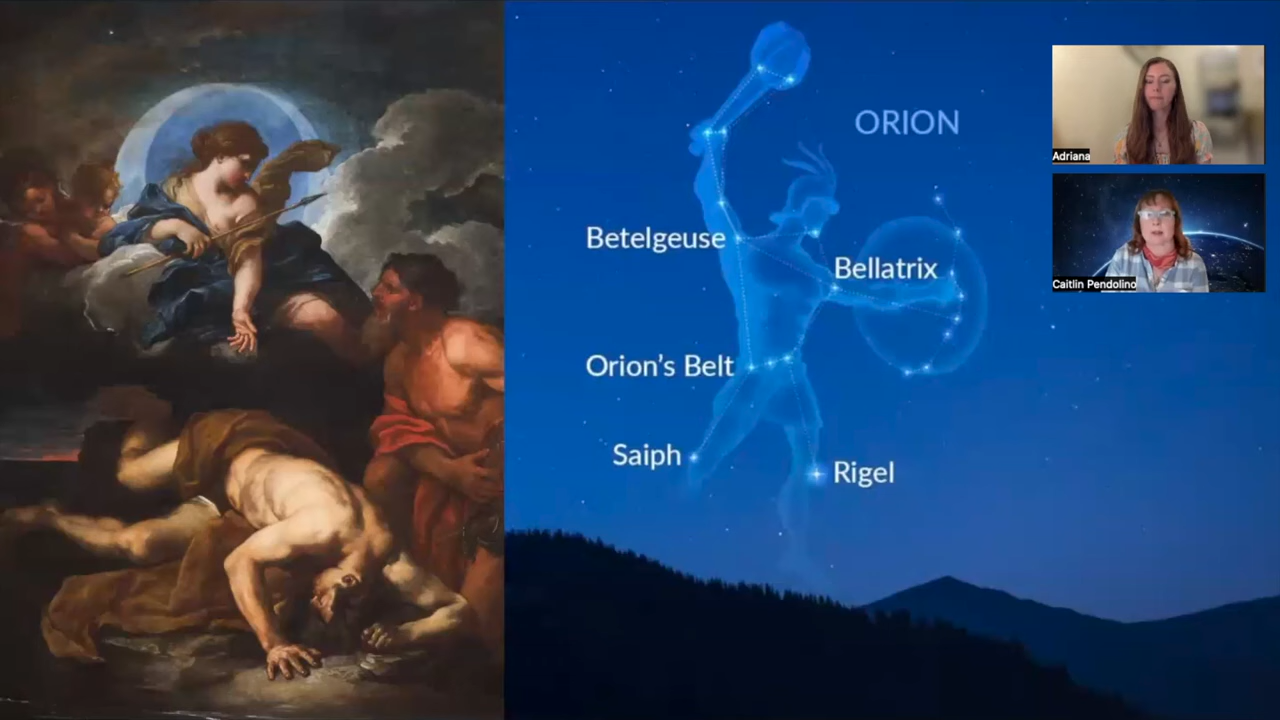 ORION
Betelgeuse
Bellatrix
Orion's Belt
Saiph
Rigel
Adriana
Caitlin Pendolino